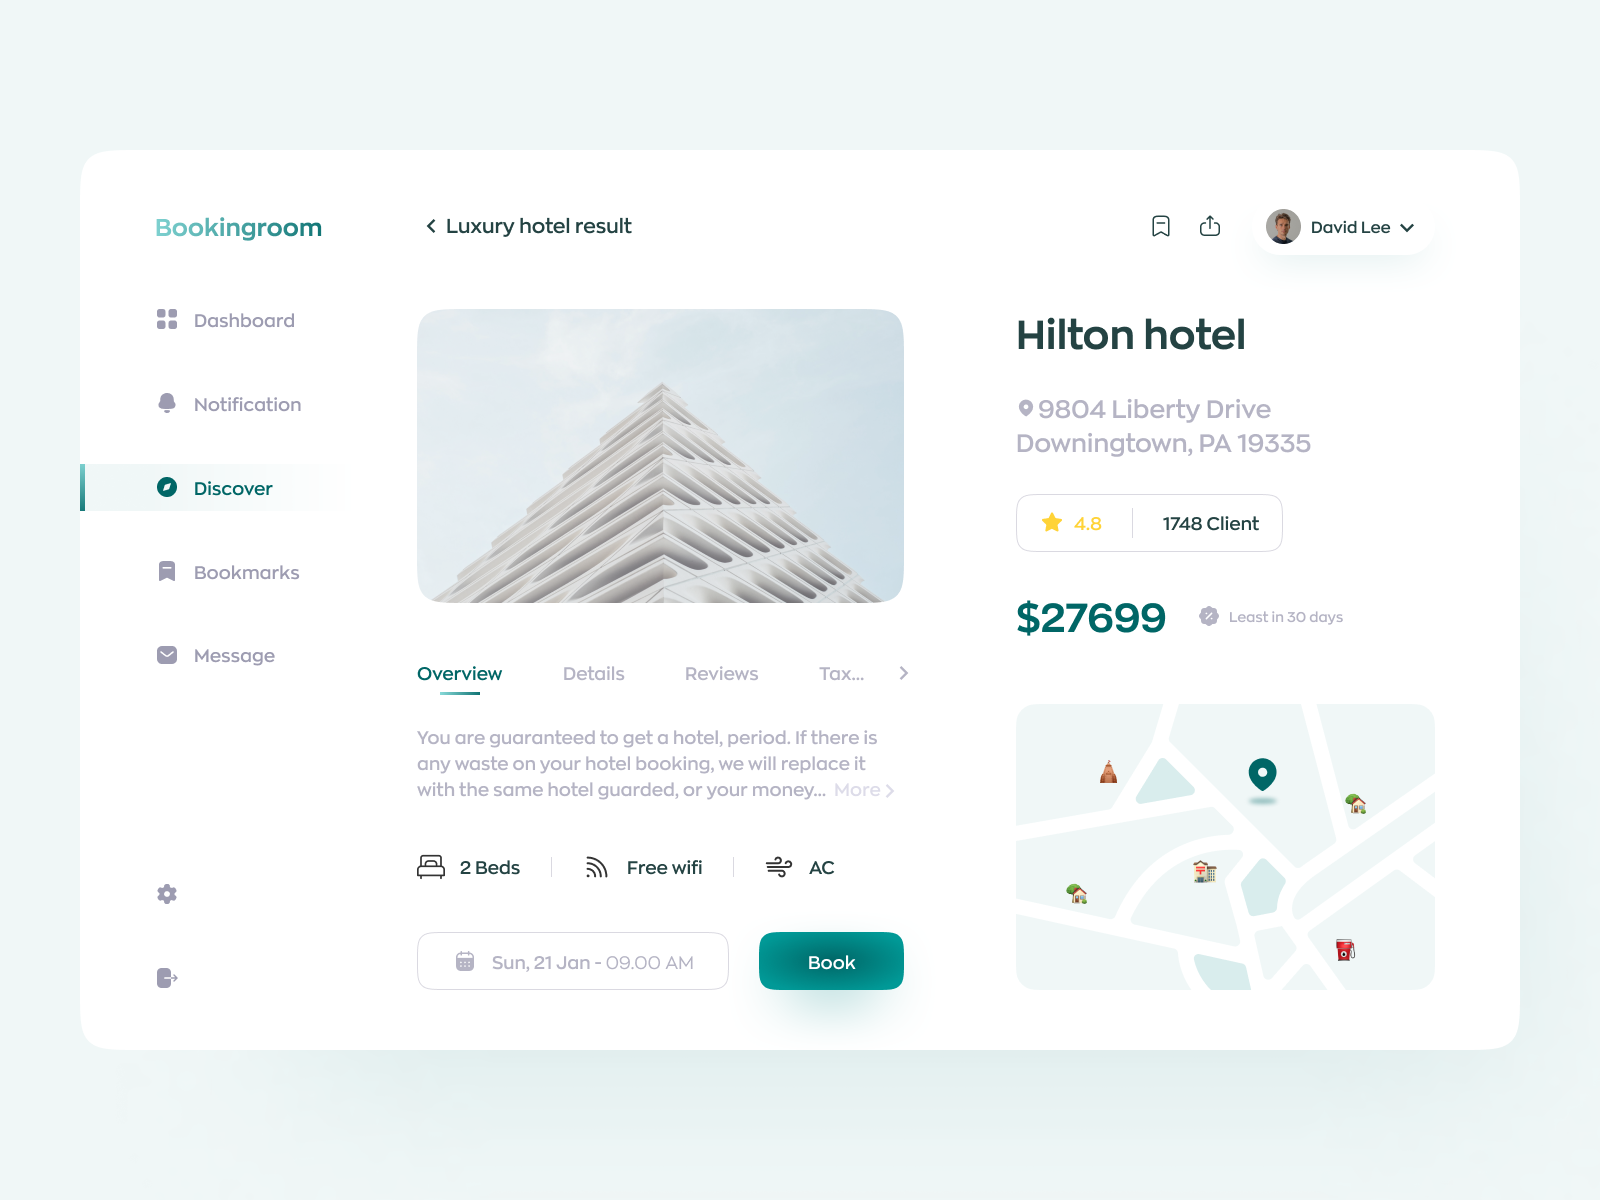 Bookingroom
Luxury hotel result
David Lee
Dashboard
Notification
Discover
Bookmarks
Message
Hilton hotel
9804 Liberty Drive
Downingtown, PA 19335
4.8
1748 Client
$27699
Least in 30 days
Overview
Details
Reviews
Tax...
You are guaranteed to get a hotel, period. If there is
any waste on your hotel booking, we will replace it
with the same hotel guarded, or your money... More
2 Beds
Free wifi
AC
Sun, 21 Jan - 09.00 AM
Book